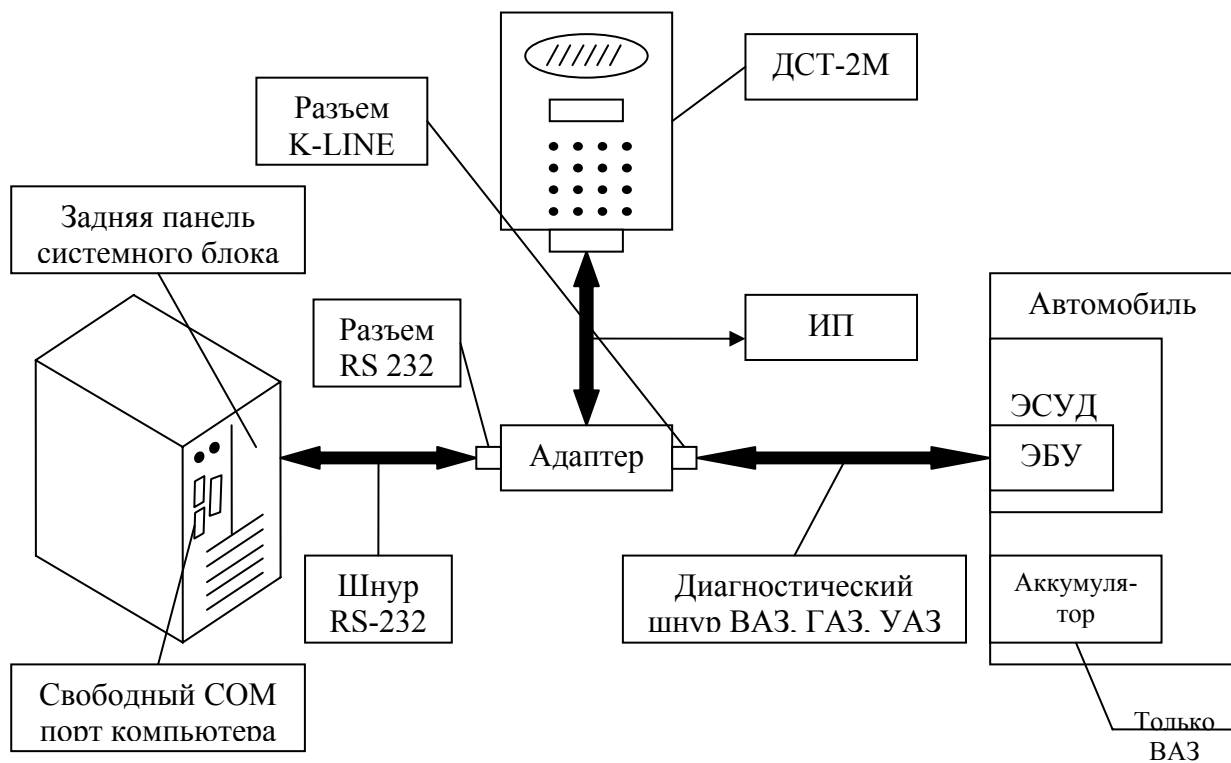 ДСТ-2М
Разъем
K-LINE
Задняя панель
системного блока
Автомобиль
Разъем
RS 232
ИП
ЭСУД
Адаптер
ЭБУ
Шнур
RS-232
Диагностический
шнур ВАЗ, ГАЗ, УАЗ
Аккумуля-
тор
Свободный COM
порт компьютера
Только
ВАЗ